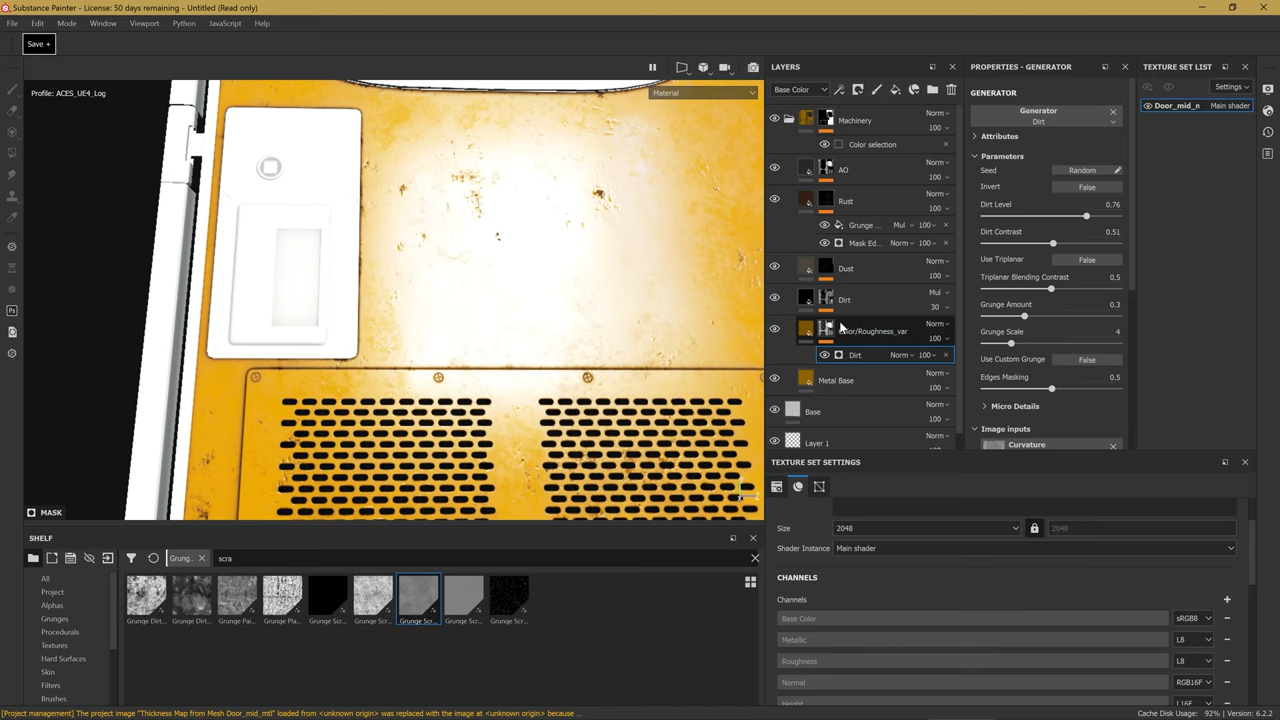 Substance Painter - License: 50 days remaining - Untitled (Read only)
File Edit Mode Window Viewport Python JavaScript Help
Save +
Profile: ACES_UE4_Log
Material
MASK
LAYERS
Base Color
Machinery Norm 100
Color selection
AO Norm 100
Rust Norm 100
Grunge ... Mul 100
Mask Ed... Norm 100
Dust Norm 100
Dirt Mul 30
/Roughness_var Norm 100
Dirt Norm 100
Metal Base Norm 100
Base Norm 100
Layer 1 Norm
PROPERTIES - GENERATOR
GENERATOR
Generator
Dirt
Attributes
Parameters
Seed Random
Invert False
Dirt Level 0.76
Dirt Contrast 0.51
Use Triplanar False
Triplanar Blending Contrast 0.5
Grunge Amount 0.3
Grunge Scale 4
Use Custom Grunge False
Edges Masking 0.5
Micro Details
Image inputs
Curvature
TEXTURE SET LIST
Settings
Door_mid_n Main shader
TEXTURE SET SETTINGS
Size 2048 2048
Shader Instance Main shader
CHANNELS
Channels
Base Color sRGB8
Metallic L8
Roughness L8
Normal RGB16F
SHELF
Grung... scra
All
Project
Alphas
Grunges
Procedurals
Textures
Hard Surfaces
Skin
Filters
Brushes
Grunge Dirt... Grunge Dirt... Grunge Pai... Grunge Pla... Grunge Scr... Grunge Scr... Grunge Scr... Grunge Scr... Grunge Scr...
[Project management] The project image "Thickness Map from Mesh Door_mid_mtl" loaded from <unknown origin> was replaced with the image at <unknown origin> because ...
Cache Disk Usage: 92% | Version: 6.2.2